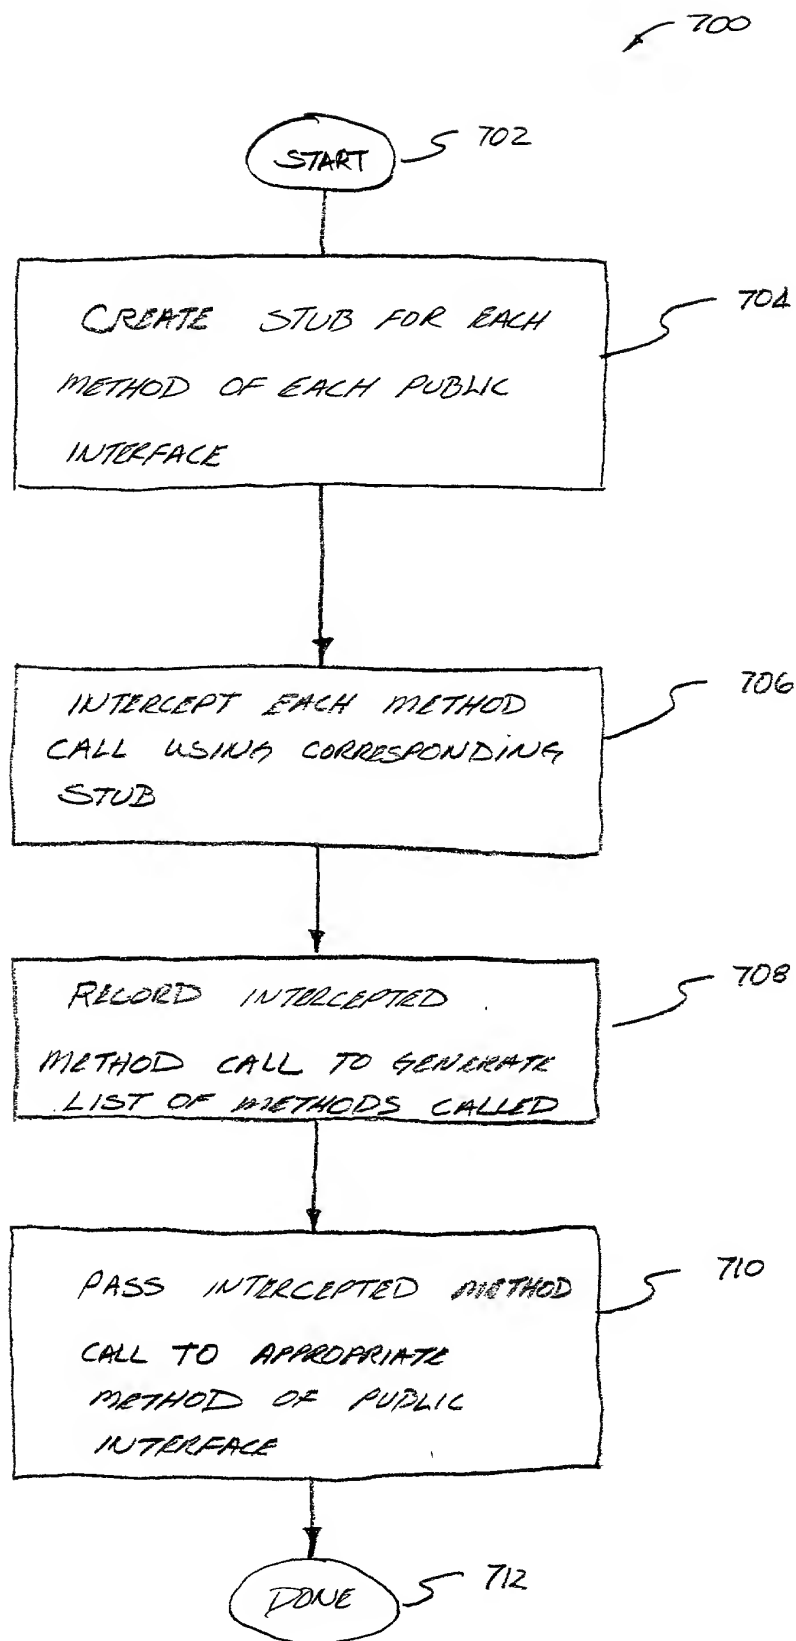 700
START
702
CREATE STUB FOR EACH
METHOD OF EACH PUBLIC
INTERFACE
704
INTERCEPT EACH METHOD
CALL USING CORRESPONDING
STUB
706
RECORD INTERCEPTED
METHOD CALL TO GENERATE
LIST OF METHODS CALLED
708
PASS INTERCEPTED METHOD
CALL TO APPROPRIATE
METHOD OF PUBLIC
INTERFACE
710
DONE
712